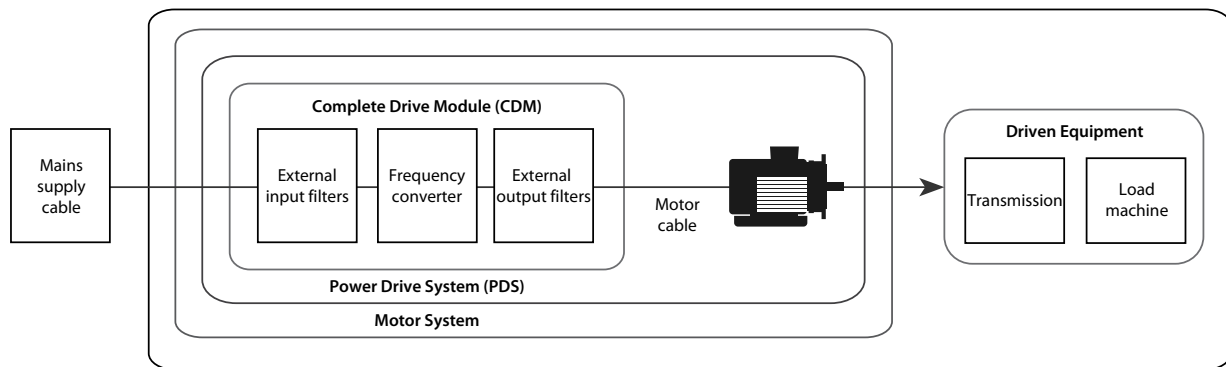 Complete Drive Module (CDM)
Mains
supply
cable
External
input filters
Frequency
converter
External
output filters
Motor
cable
Driven Equipment
Transmission
Load
machine
Power Drive System (PDS)
Motor System